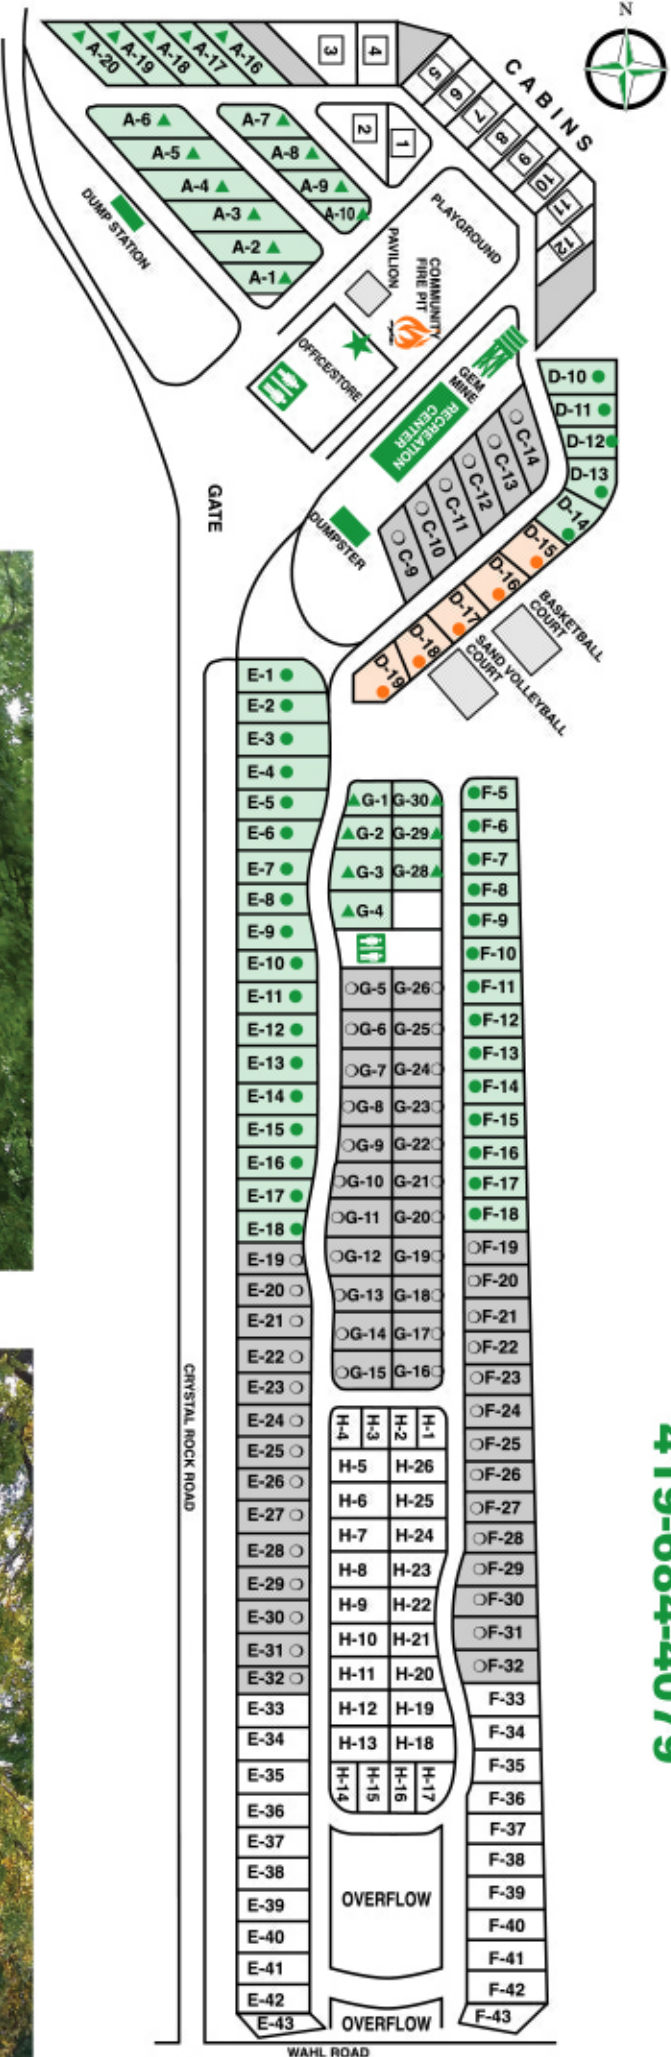 N
CABINS
A-20
A-19
A-18
A-17
A-16
3
4
5
6
7
8
9
10
11
12
A-6
A-5
A-4
A-3
A-2
A-1
A-7
A-8
A-9
A-10
2
1
DUMP STATION
PLAYGROUND
PAVILION
COMMUNITY
FIRE PIT
OFFICE/STORE
GEM
MINE
RECREATION
CENTER
DUMPSTER
GATE
C-14
C-13
C-12
C-11
C-10
C-9
D-10
D-11
D-12
D-13
D-14
D-15
D-16
D-17
D-18
D-19
BASKETBALL
COURT
SAND VOLLEYBALL
COURT
E-1
E-2
E-3
E-4
E-5
E-6
E-7
E-8
E-9
E-10
E-11
E-12
E-13
E-14
E-15
E-16
E-17
E-18
E-19
E-20
E-21
E-22
E-23
E-24
E-25
E-26
E-27
E-28
E-29
E-30
E-31
E-32
E-33
E-34
E-35
E-36
E-37
E-38
E-39
E-40
E-41
E-42
E-43
G-1 G-30
G-2 G-29
G-3 G-28
G-4
G-5 G-26
G-6 G-25
G-7 G-24
G-8 G-23
G-9 G-22
G-10 G-21
G-11 G-20
G-12 G-19
G-13 G-18
G-14 G-17
G-15 G-16
H-4 H-3 H-2 H-1
H-5 H-26
H-6 H-25
H-7 H-24
H-8 H-23
H-9 H-22
H-10 H-21
H-11 H-20
H-12 H-19
H-13 H-18
H-14 H-15 H-16 H-17
OVERFLOW
OVERFLOW
F-5
F-6
F-7
F-8
F-9
F-10
F-11
F-12
F-13
F-14
F-15
F-16
F-17
F-18
F-19
F-20
F-21
F-22
F-23
F-24
F-25
F-26
F-27
F-28
F-29
F-30
F-31
F-32
F-33
F-34
F-35
F-36
F-37
F-38
F-39
F-40
F-41
F-42
F-43
CRYSTAL ROCK ROAD
WAHL ROAD
419-684-4079